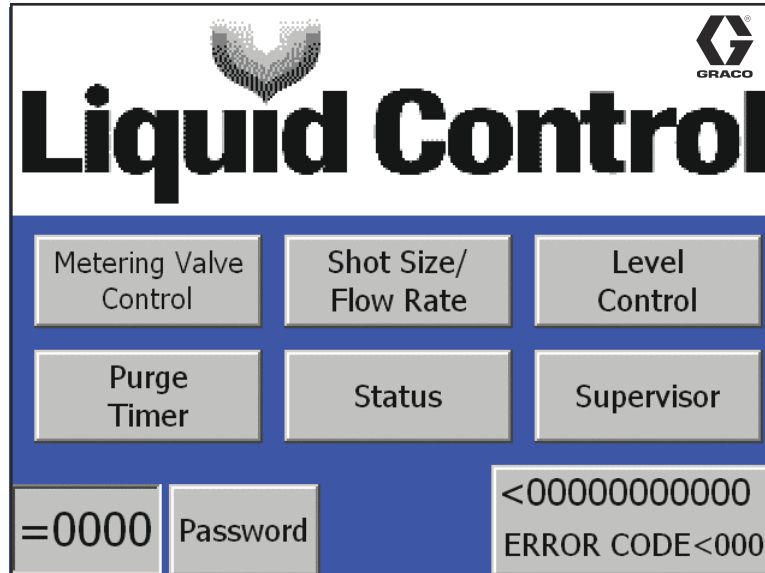 GRACO
Liquid Control
Metering Valve
Control
Shot Size/
Flow Rate
Level
Control
Purge
Timer
Status
Supervisor
=0000
Password
<00000000000
ERROR CODE<000